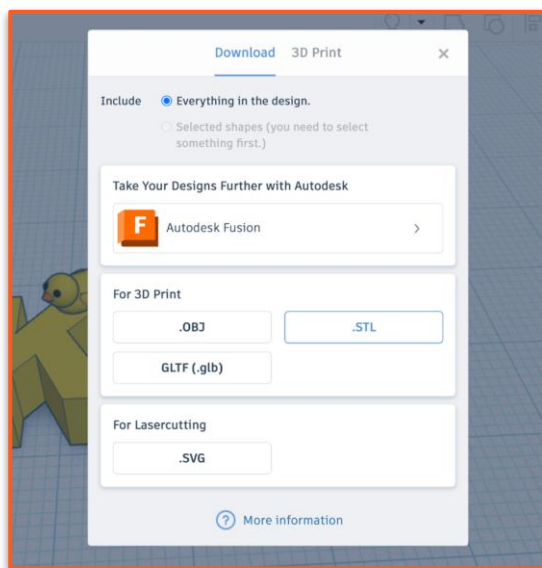 Download 3D Print
Include Everything in the design.
Selected shapes (you need to select
something first.)
Take Your Designs Further with Autodesk
F Autodesk Fusion
For 3D Print
.OBJ .STL
GLTF (.glb)
For Lasercutting
.SVG
? More information